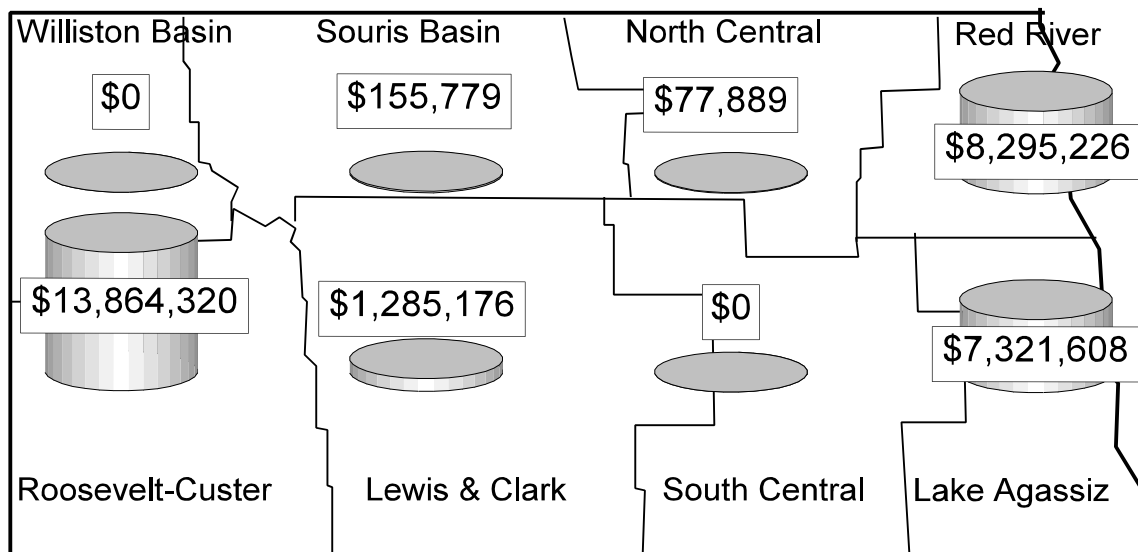 Williston Basin
Souris Basin
North Central
Red River
$0
$155,779
$77,889
$8,295,226
$13,864,320
$1,285,176
$0
$7,321,608
Roosevelt-Custer
Lewis & Clark
South Central
Lake Agassiz